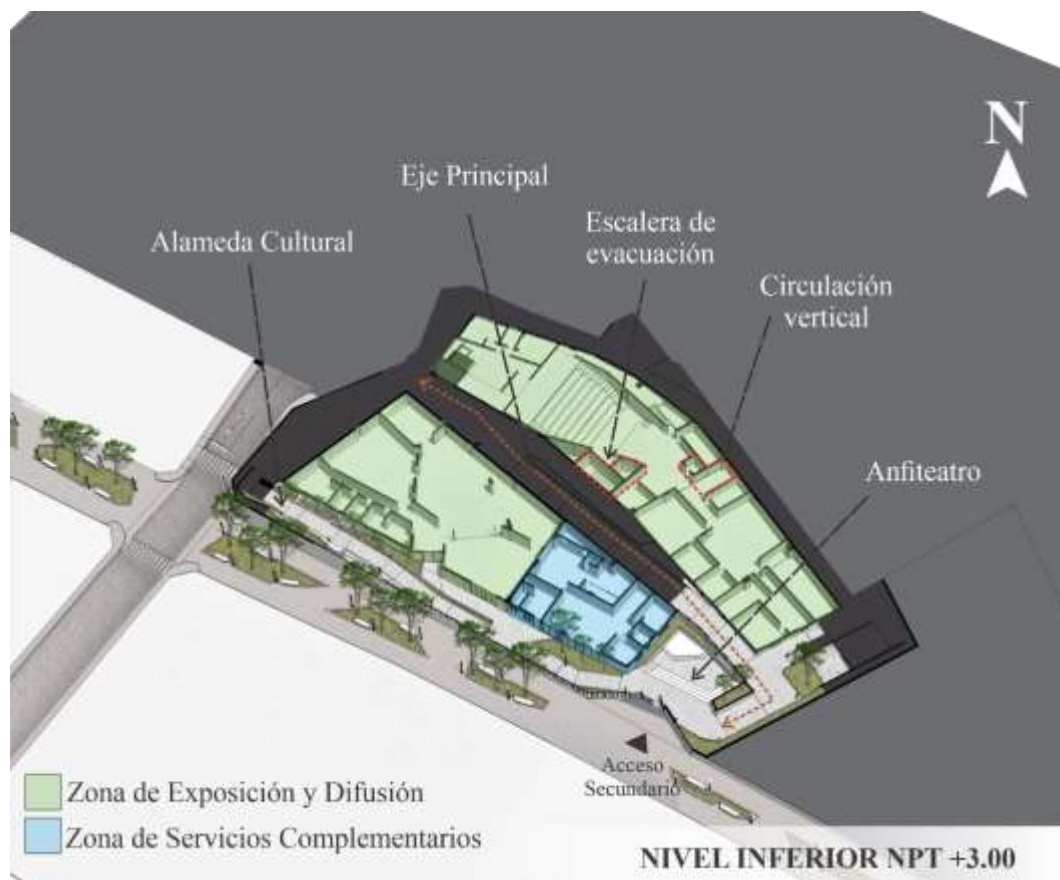 N
Eje Principal
Escalera de
evacuación
Alameda Cultural
Circulación
vertical
Anfiteatro
Acceso
Secundario
Zona de Exposición y Difusión
Zona de Servicios Complementarios
NIVEL INFERIOR NPT +3.00